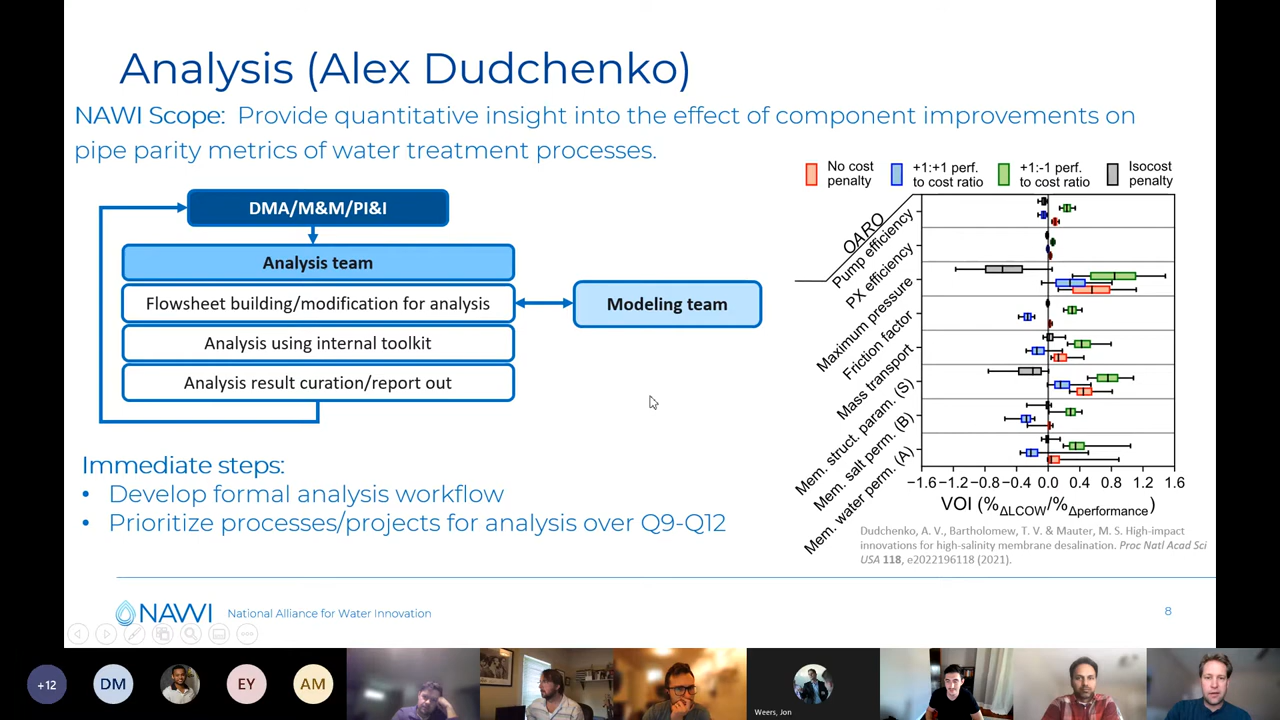 Analysis (Alex Dudchenko)
NAWI Scope: Provide quantitative insight into the effect of component improvements on
pipe parity metrics of water treatment processes.
DMA/M&M/PI&I
Analysis team
Flowsheet building/modification for analysis
Analysis using internal toolkit
Analysis result curation/report out
Modeling team
Immediate steps:
• Develop formal analysis workflow
• Prioritize processes/projects for analysis over Q9-Q12
No cost
penalty
+1:+1 perf.
to cost ratio
+1:-1 perf.
to cost ratio
Isocost
penalty
OARO
Pump efficiency
PX efficiency
Maximum pressure
Friction factor
Mass transport
Mem. struct. param. (S)
Mem. salt perm. (B)
Mem. water perm. (A)
−1.6 −1.2 −0.8 −0.4 0.0 0.4 0.8 1.2 1.6
VOI (%ΔLCOW/%Δperformance)
Dudchenko, A. V., Bartholomew, T. V. & Mauter, M. S. High-impact
innovations for high-salinity membrane desalination. Proc Natl Acad Sci
USA 118, e2022196118 (2021).
NAWI National Alliance for Water Innovation
8
+12
DM
EY
AM
Weers, Jon